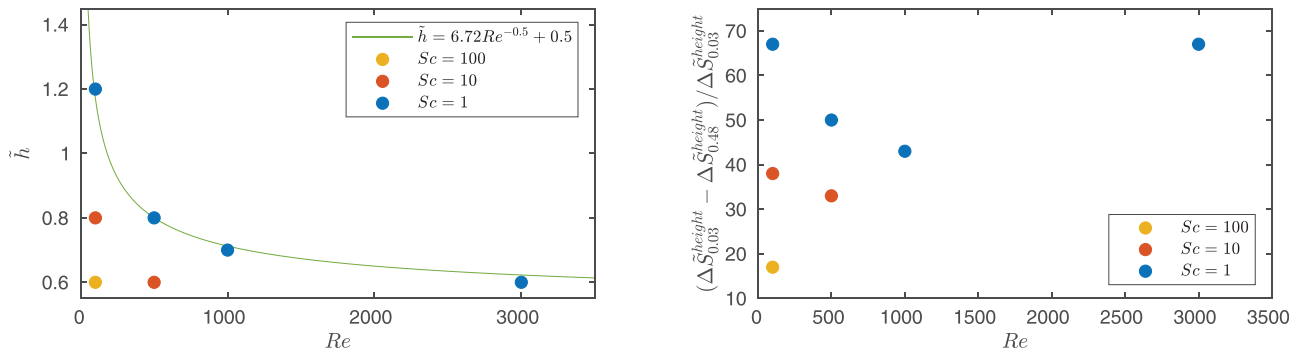 1.4
1.2
1
0.8
0.6
h̃
0
1000
2000
3000
Re
h̃ = 6.72Re^{-0.5} + 0.5
Sc = 100
Sc = 10
Sc = 1
70
60
50
40
30
20
10
(ΔS̃^{height}_{0.03} − ΔS̃^{height}_{0.48})/ΔS̃^{height}_{0.03}
0
500
1000
1500
2000
2500
3000
3500
Re
Sc = 100
Sc = 10
Sc = 1